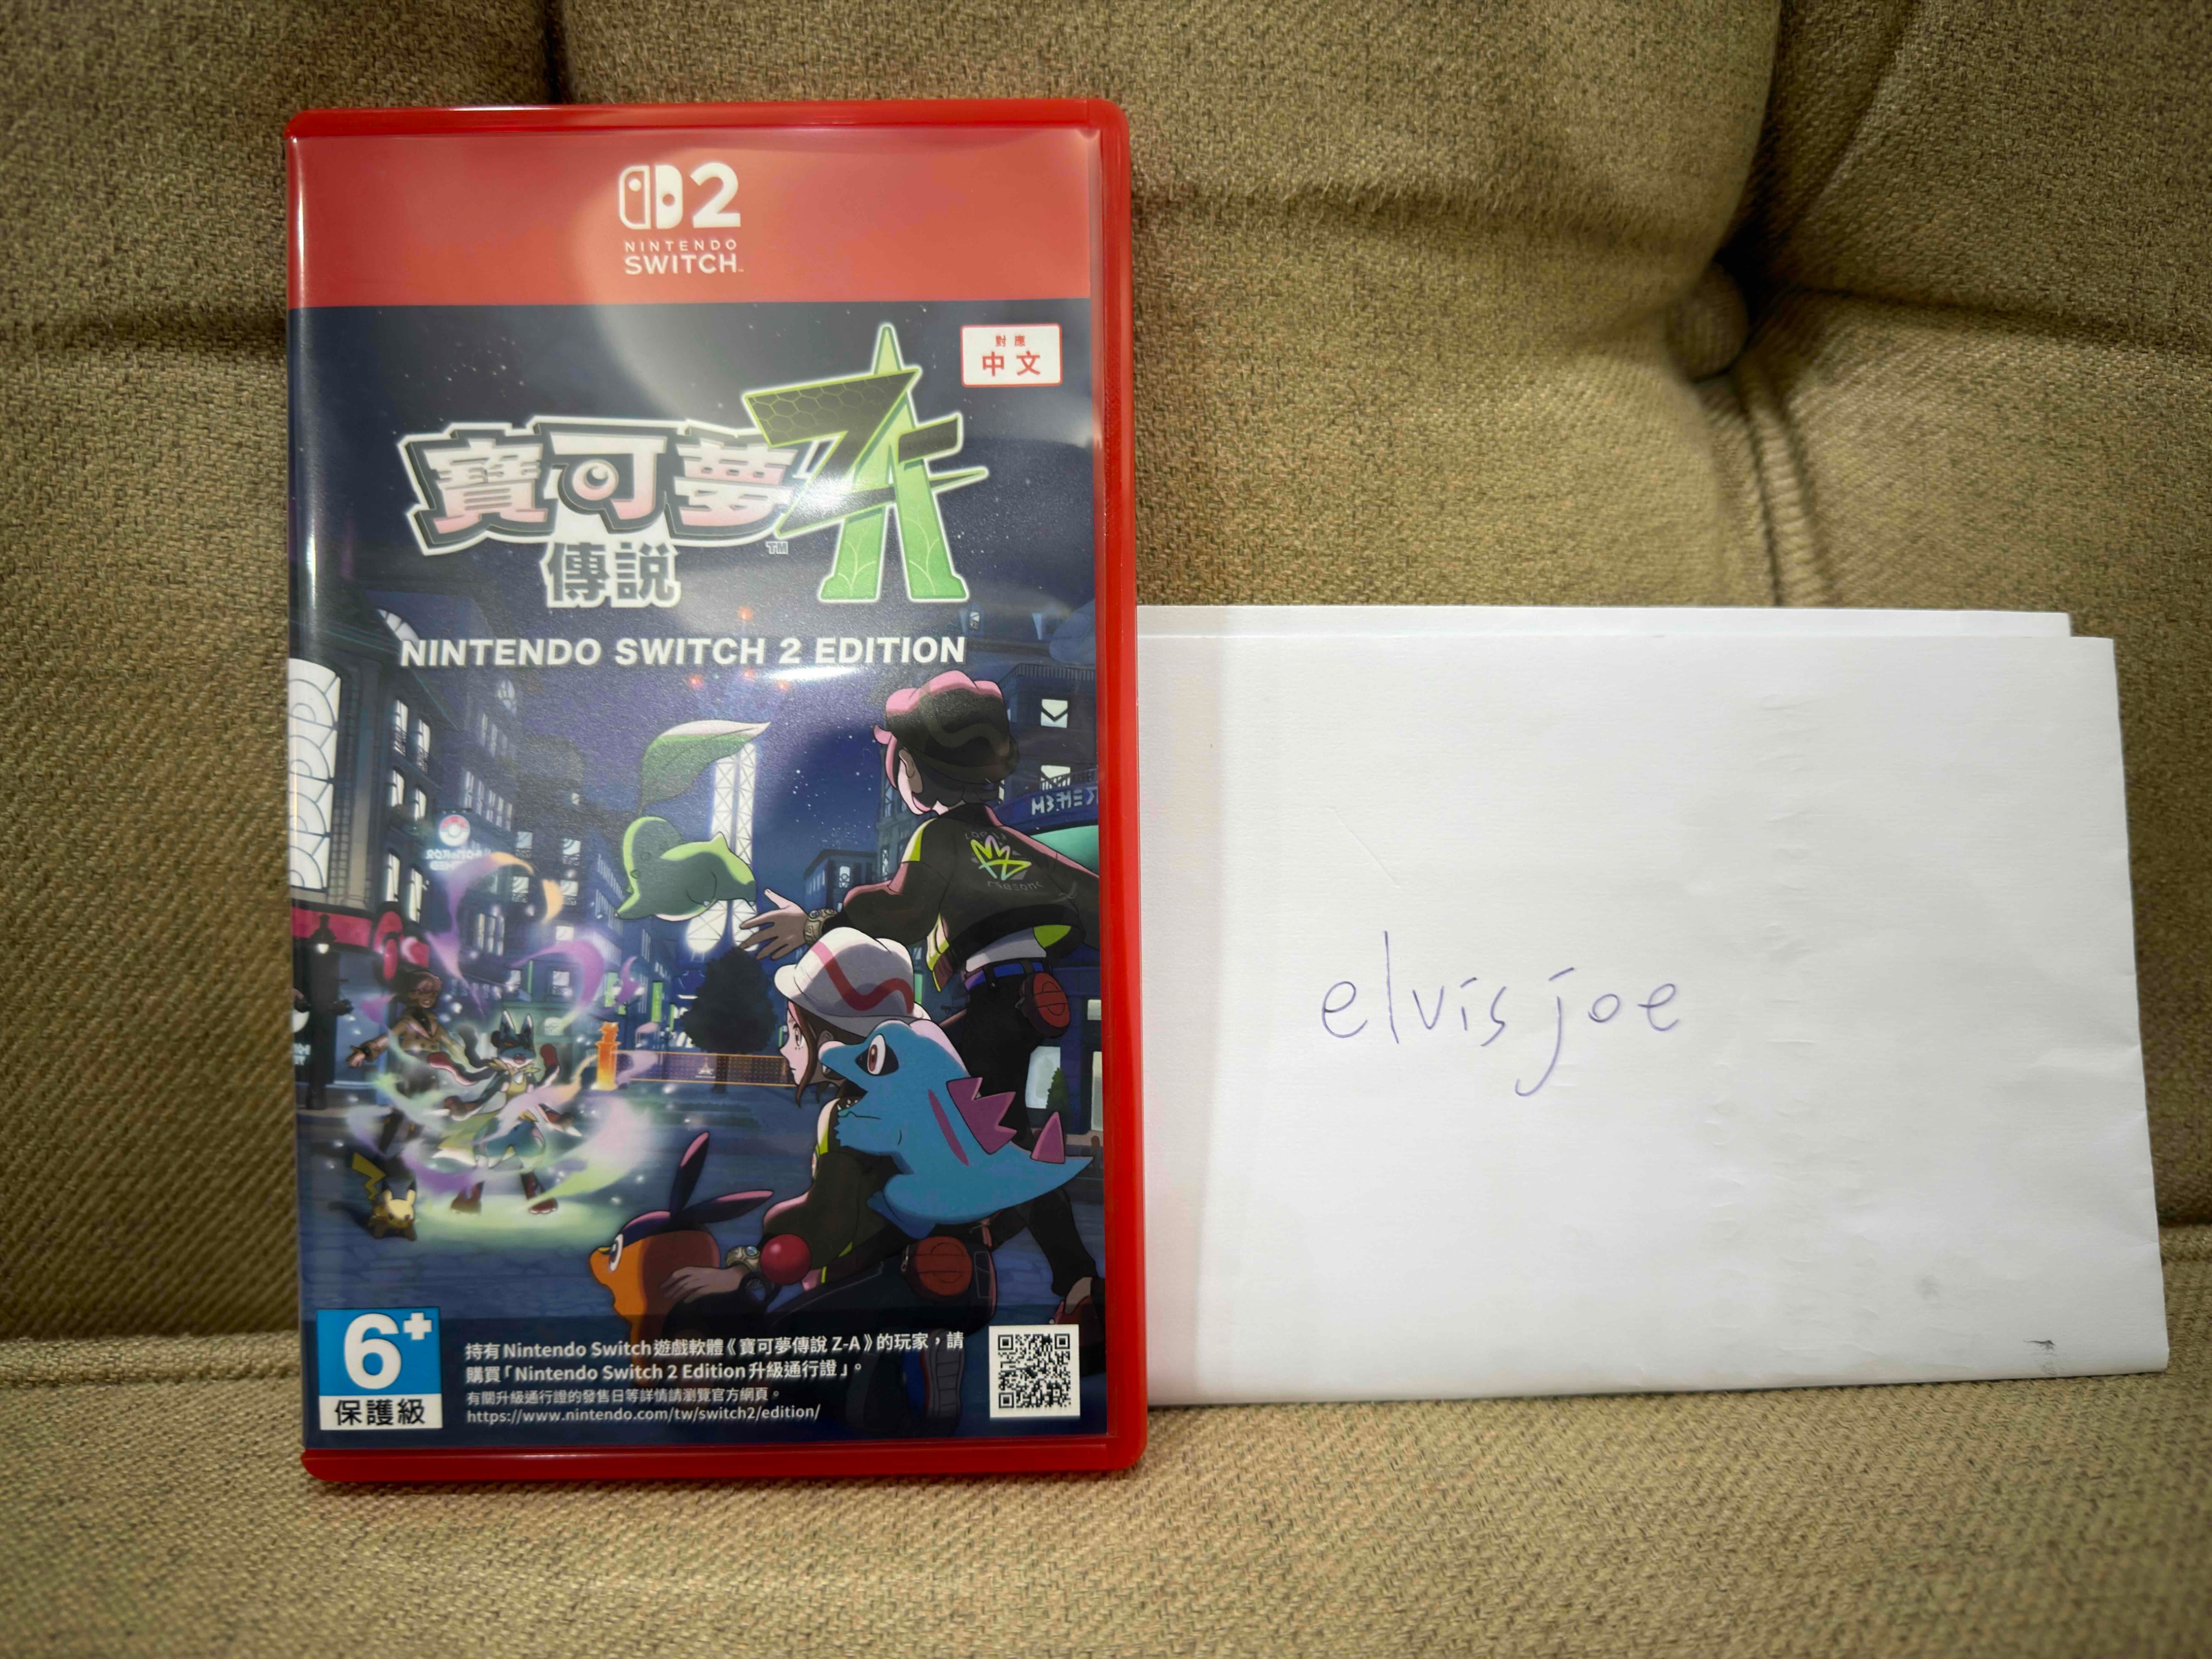 2
NINTENDO
SWITCH™
對應
中文
寶可夢™
傳說
Z-A
NINTENDO SWITCH 2 EDITION
elvisjoe
6+
保護級
持有Nintendo Switch遊戲軟體《寶可夢傳說 Z-A》的玩家，請
購買「Nintendo Switch 2 Edition升級通行證」。
有關升級通行證的發售日等詳情請瀏覽官方網頁。
https://www.nintendo.com/tw/switch2/edition/